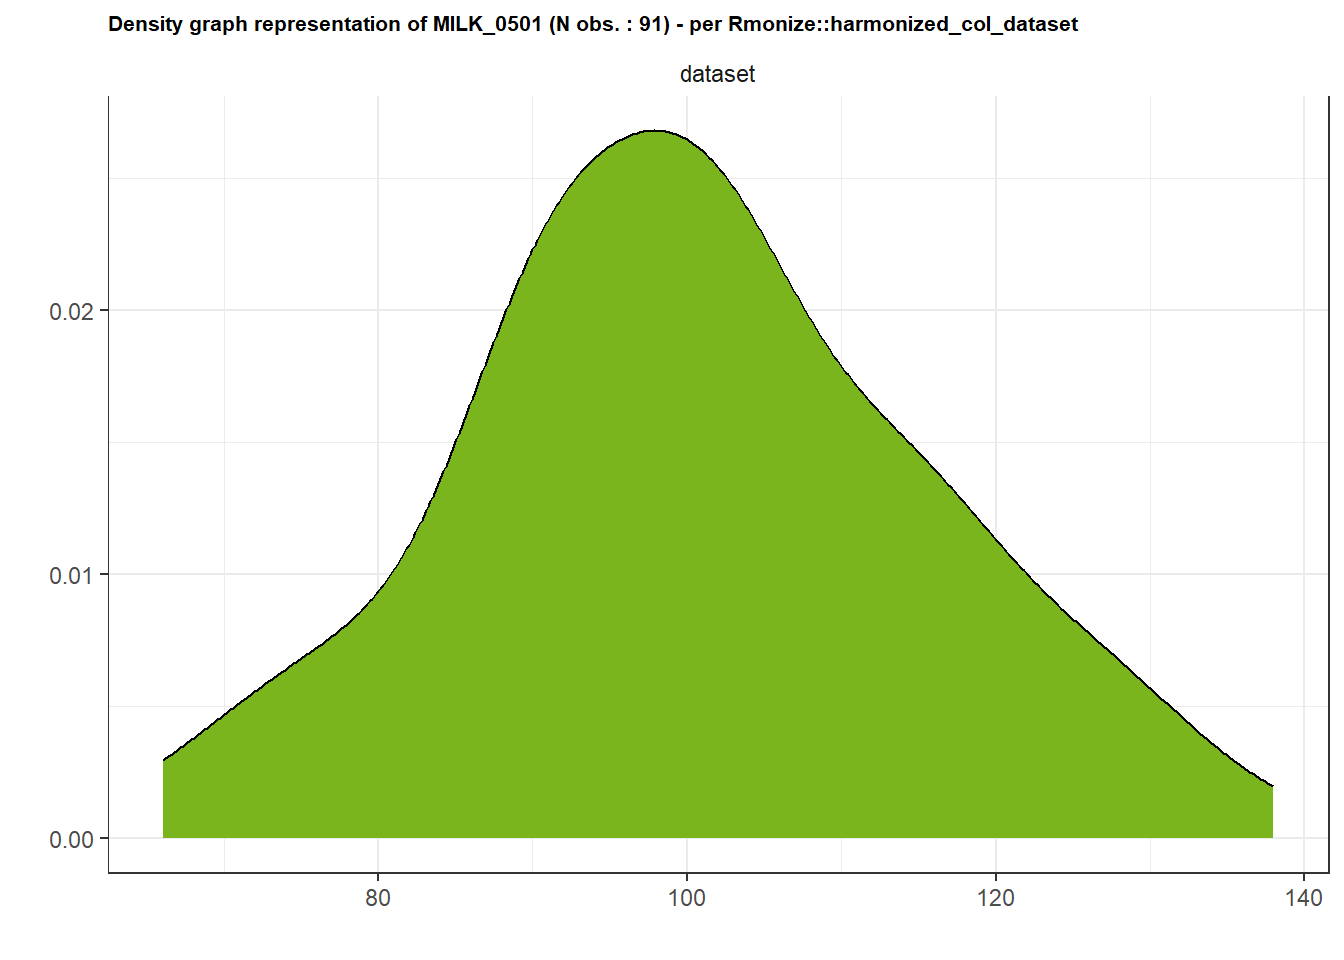 Density graph representation of MILK_0501 (N obs. : 91) - per Rmonize::harmonized_col_dataset
dataset
0.02
0.01
0.00
80 100 120 140